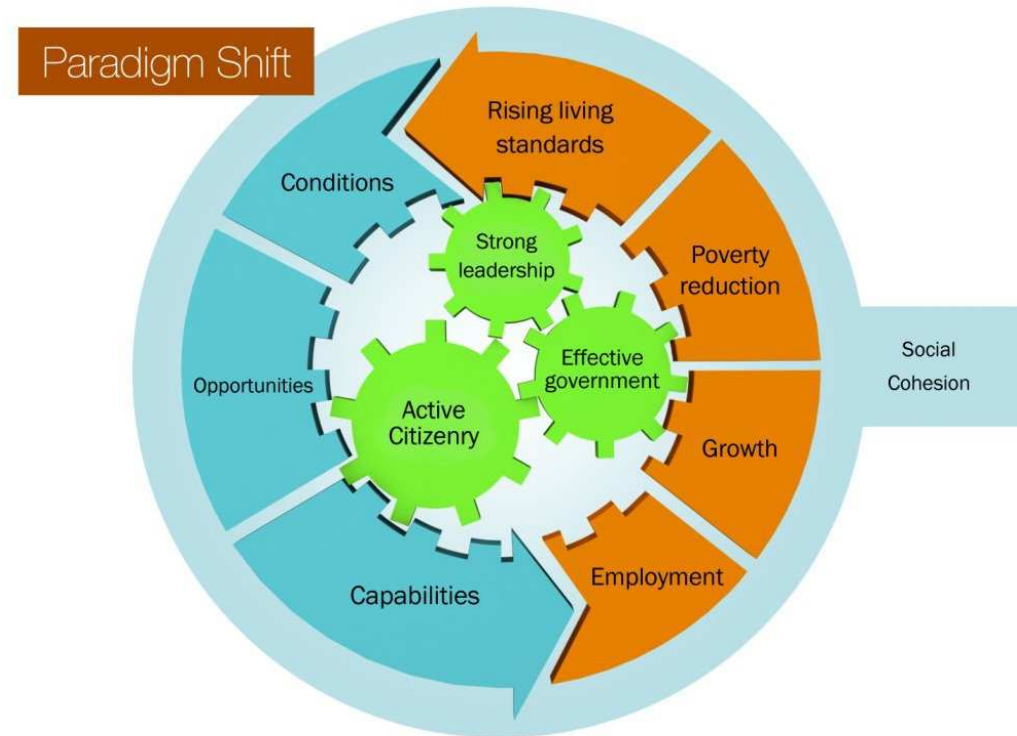 Paradigm Shift
Rising living
standards
Conditions
Strong
leadership
Poverty
reduction
Social
Cohesion
Effective
government
Opportunities
Active
Citizenry
Growth
Employment
Capabilities